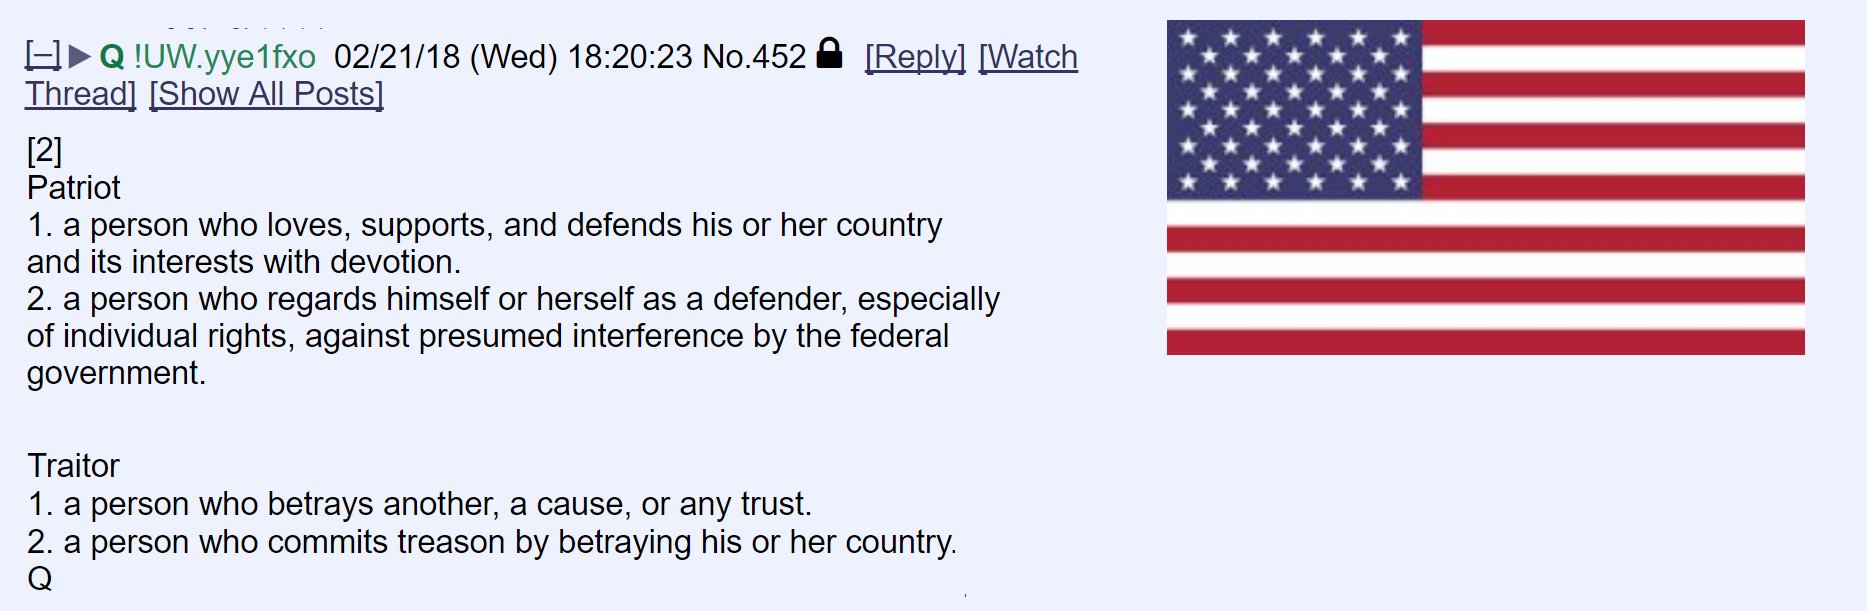 [–] ▶ Q !UW.yye1fxo 02/21/18 (Wed) 18:20:23 No.452 [Reply] [Watch
Thread] [Show All Posts]
[2]
Patriot
1. a person who loves, supports, and defends his or her country
and its interests with devotion.
2. a person who regards himself or herself as a defender, especially
of individual rights, against presumed interference by the federal
government.
Traitor
1. a person who betrays another, a cause, or any trust.
2. a person who commits treason by betraying his or her country.
Q